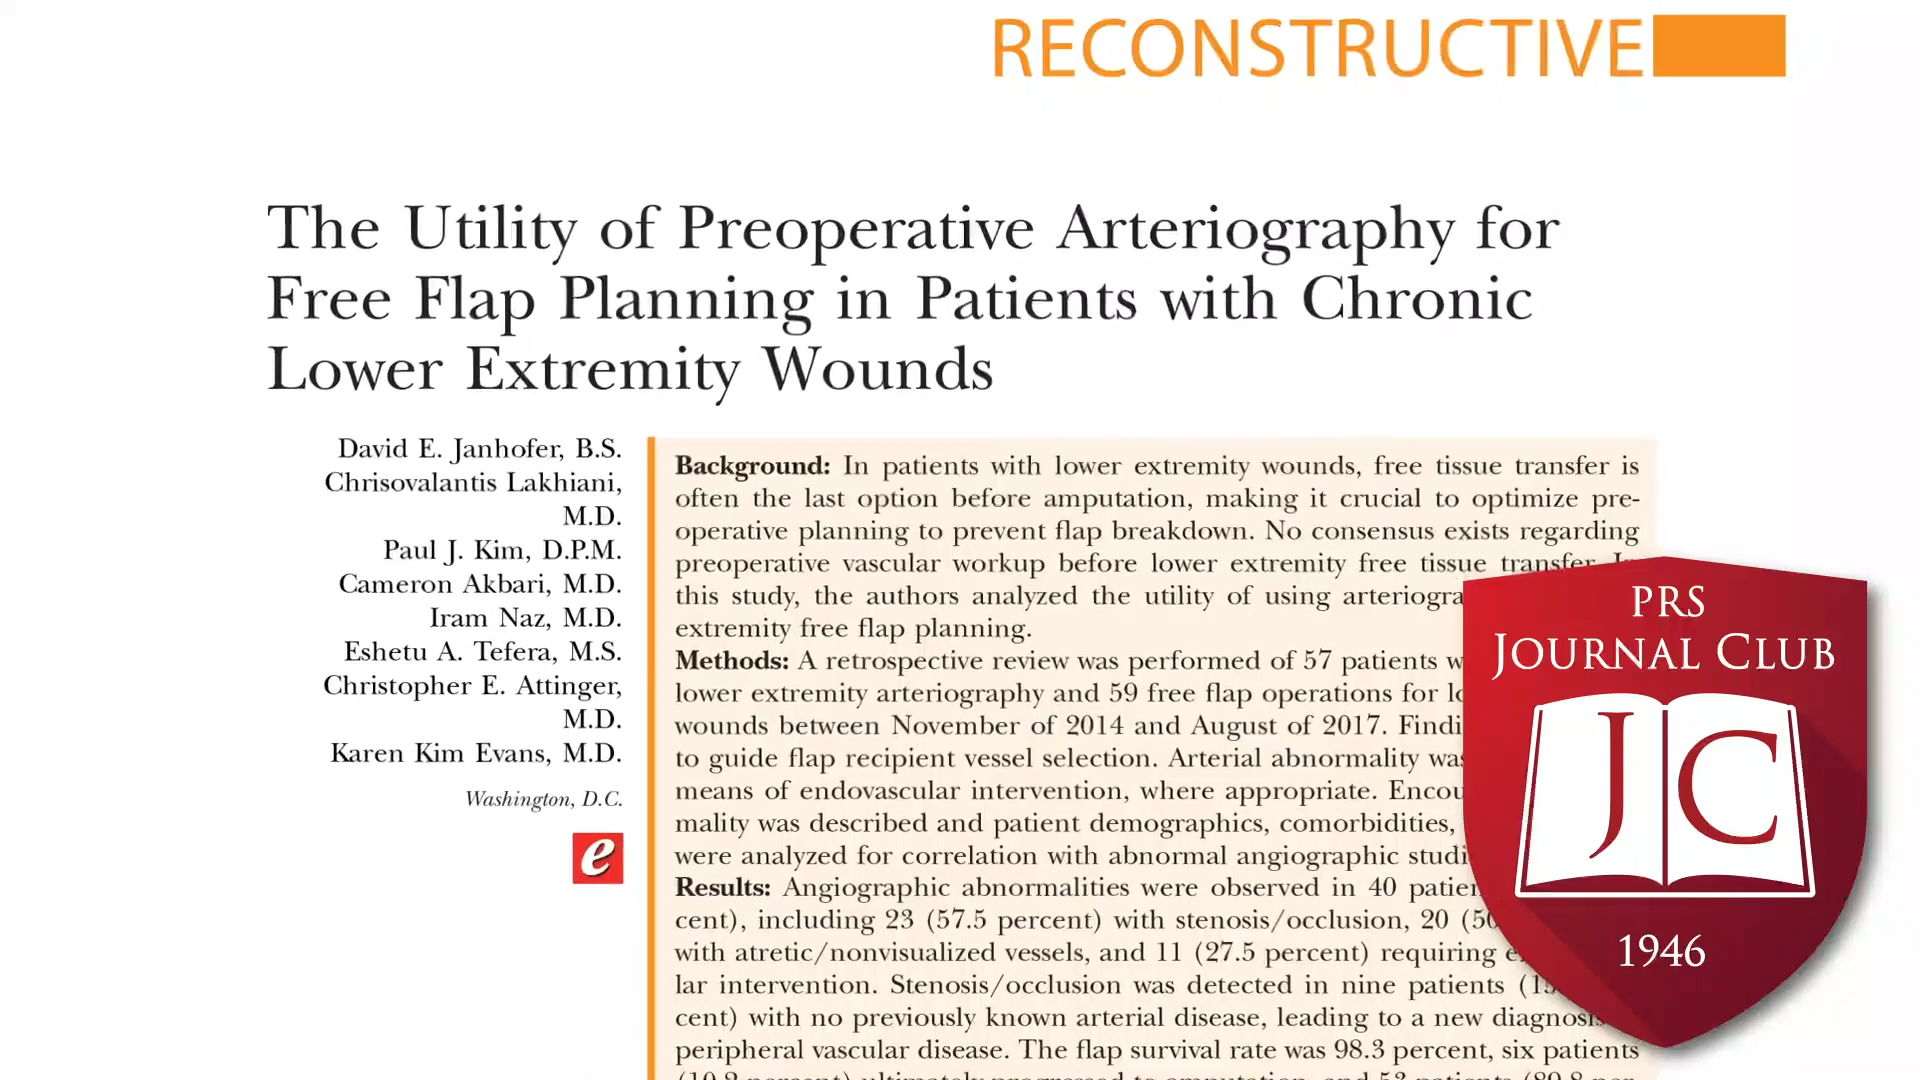 RECONSTRUCTIVE
The Utility of Preoperative Arteriography for
Free Flap Planning in Patients with Chronic
Lower Extremity Wounds
David E. Janhofer, B.S.
Chrisovalantis Lakhiani,
M.D.
Paul J. Kim, D.P.M.
Cameron Akbari, M.D.
Iram Naz, M.D.
Eshetu A. Tefera, M.S.
Christopher E. Attinger,
M.D.
Karen Kim Evans, M.D.
Washington, D.C.
e
Background: In patients with lower extremity wounds, free tissue transfer is
often the last option before amputation, making it crucial to optimize pre-
operative planning to prevent flap breakdown. No consensus exists regarding
preoperative vascular workup before lower extremity free tissue transfer.
this study, the authors analyzed the utility of using
extremity free flap planning.
Methods: A retrospective review was performed of 57 patients
lower extremity arteriography and 59 free flap operations for
wounds between November of 2014 and August of 2017.
to guide flap recipient vessel selection. Arterial abnormality
means of endovascular intervention, where appropriate.
mality was described and patient demographics, comorbidities,
were analyzed for correlation with abnormal angiographic
Results: Angiographic abnormalities were observed in 40
cent), including 23 (57.5 percent) with stenosis/occlusion, 20
with atretic/nonvisualized vessels, and 11 (27.5 percent) requiring
lar intervention. Stenosis/occlusion was detected in nine patients
cent) with no previously known arterial disease, leading to a new
peripheral vascular disease. The flap survival rate was 98.3 percent, six patients
PRS
JOURNAL CLUB
JC
1946